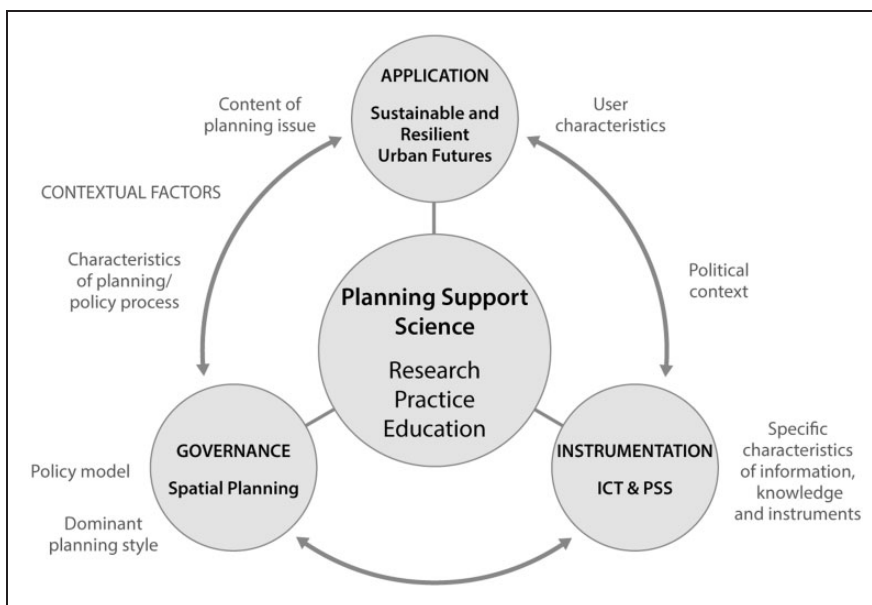 APPLICATION
Sustainable and
Resilient
Urban Futures
Content of
planning issue
User
characteristics
CONTEXTUAL FACTORS
Characteristics
of planning/
policy process
Political
context
Planning Support
Science
Research
Practice
Education
GOVERNANCE
Spatial Planning
INSTRUMENTATION
ICT & PSS
Policy model
Dominant
planning style
Specific
characteristics
of information,
knowledge
and instruments